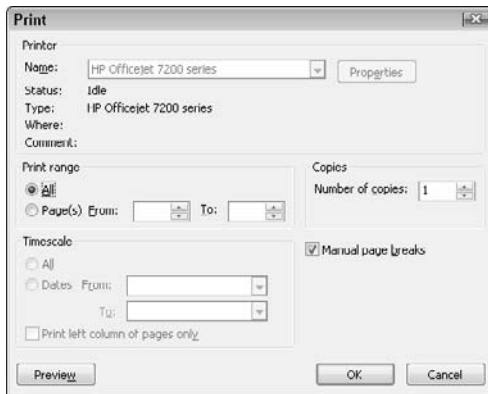 Print
Printer
Name: HP Officejet 7200 series Properties
Status: Idle
Type: HP Officejet 7200 series
Where:
Comment:
Print range
All
Page(s) From: To:
Copies
Number of copies: 1
Timescale
All
Dates From:
To:
Print left column of pages only
Manual page breaks
Preview OK Cancel